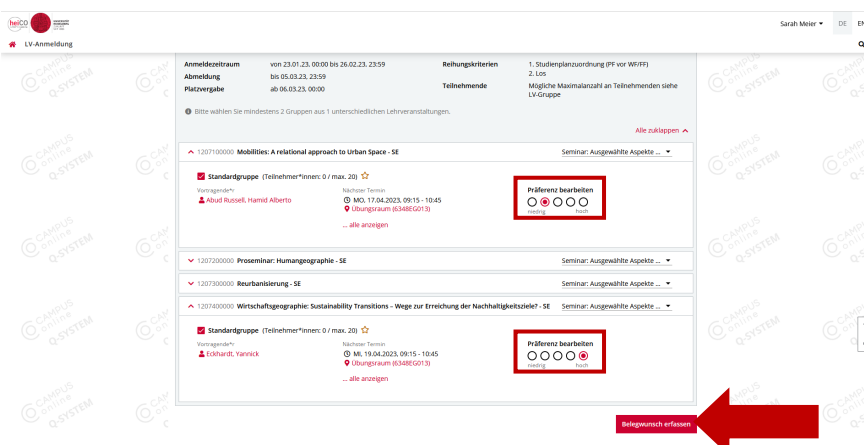 heiCO
Sarah Meier
DE
EN
LV-Anmeldung
Anmeldezeitraum von 23.01.23, 00:00 bis 26.02.23, 23:59
Abmeldung bis 05.03.23, 23:59
Platzvergabe ab 06.03.23, 00:00
Reihungskriterien 1. Studienplanzuordnung (PF vor WF/FF)
2. Los
Teilnehmende Mögliche Maximalanzahl an Teilnehmenden siehe
LV-Gruppe
Bitte wählen Sie mindestens 2 Gruppen aus 1 unterschiedlichen Lehrveranstaltungen.
Alle zuklappen
1207100000 Mobilities: A relational approach to Urban Space - SE Seminar: Ausgewählte Aspekte ...
Standardgruppe (Teilnehmer*innen: 0 / max. 20)
Vortragende*r
Abud Russell, Hamid Alberto
Nächster Termin
MO, 17.04.2023, 09:15 - 10:45
Übungsraum (6348EG013)
... alle anzeigen
Präferenz bearbeiten
niedrig hoch
1207200000 Proseminar: Humangeographie - SE Seminar: Ausgewählte Aspekte ...
1207300000 Reurbanisierung - SE Seminar: Ausgewählte Aspekte ...
1207400000 Wirtschaftsgeographie: Sustainability Transitions – Wege zur Erreichung der Nachhaltigkeitsziele? - SE Seminar: Ausgewählte Aspekte ...
Standardgruppe (Teilnehmer*innen: 0 / max. 20)
Vortragende*r
Eckhardt, Yannick
Nächster Termin
MI, 19.04.2023, 09:15 - 10:45
Übungsraum (6348EG013)
... alle anzeigen
Präferenz bearbeiten
niedrig hoch
Belegwunsch erfassen
CAMPUS
online
Q-SYSTEM